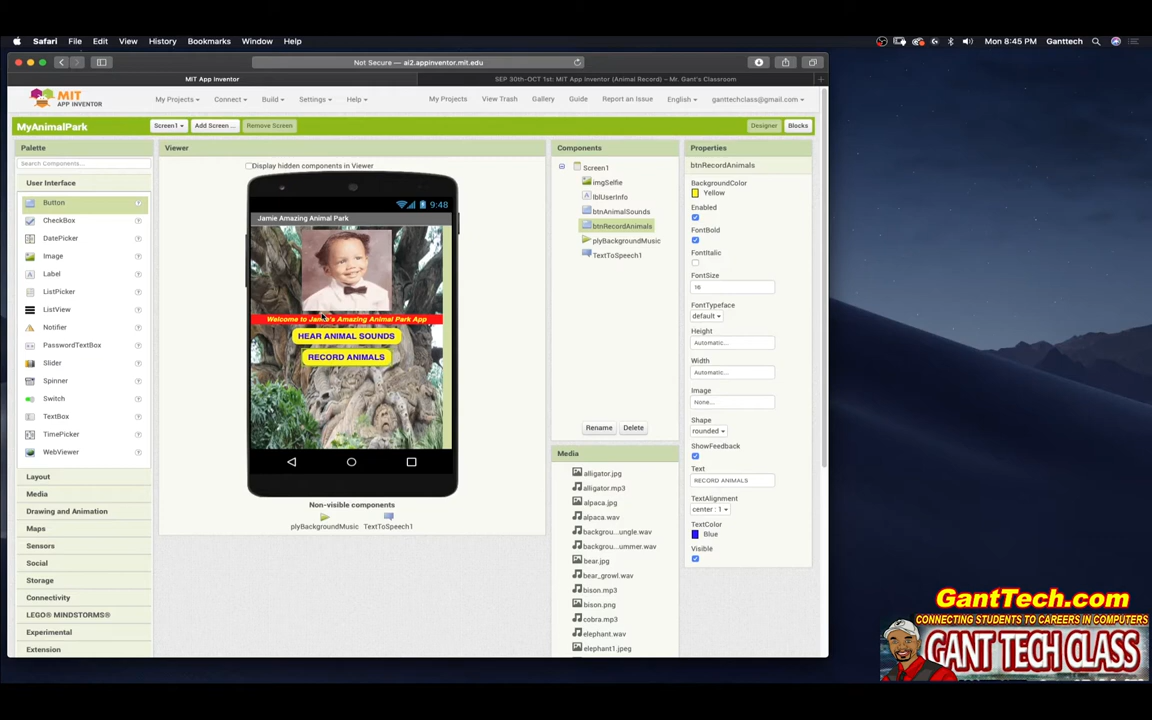 Safari File Edit View History Bookmarks Window Help
Mon 8:45 PM Ganttech
Not Secure — ai2.appinventor.mit.edu
MIT App Inventor
SEP 30th-OCT 1st: MIT App Inventor (Animal Record) – Mr. Gant's Classroom
MIT
APP INVENTOR
My Projects Connect Build Settings Help
My Projects View Trash Gallery Guide Report an Issue English ganttechclass@gmail.com
MyAnimalPark
Screen1 Add Screen ... Remove Screen
Designer Blocks
Palette
Search Components...
User Interface
Button
CheckBox
DatePicker
Image
Label
ListPicker
ListView
Notifier
PasswordTextBox
Slider
Spinner
Switch
TextBox
TimePicker
WebViewer
Layout
Media
Drawing and Animation
Maps
Sensors
Social
Storage
Connectivity
LEGO® MINDSTORMS®
Experimental
Extension
Viewer
Display hidden components in Viewer
9:48
Jamie Amazing Animal Park
Welcome to Jamie's Amazing Animal Park App
HEAR ANIMAL SOUNDS
RECORD ANIMALS
Non-visible components
plyBackgroundMusic TextToSpeech1
Components
Screen1
imgSelfie
lblUserInfo
btnAnimalSounds
btnRecordAnimals
plyBackgroundMusic
TextToSpeech1
Rename Delete
Media
alligator.jpg
alligator.mp3
alpaca.jpg
alpaca.wav
backgrou...ungle.wav
backgrou...ummer.wav
bear.jpg
bear_growl.wav
bison.mp3
bison.png
cobra.mp3
elephant.wav
elephant1.jpeg
Properties
btnRecordAnimals
BackgroundColor
Yellow
Enabled
FontBold
FontItalic
FontSize
16
FontTypeface
default
Height
Automatic...
Width
Automatic...
Image
None...
Shape
rounded
ShowFeedback
Text
RECORD ANIMALS
TextAlignment
center : 1
TextColor
Blue
Visible
GantTech.com
CONNECTING STUDENTS TO CAREERS IN COMPUTERS
GANT TECH CLASS